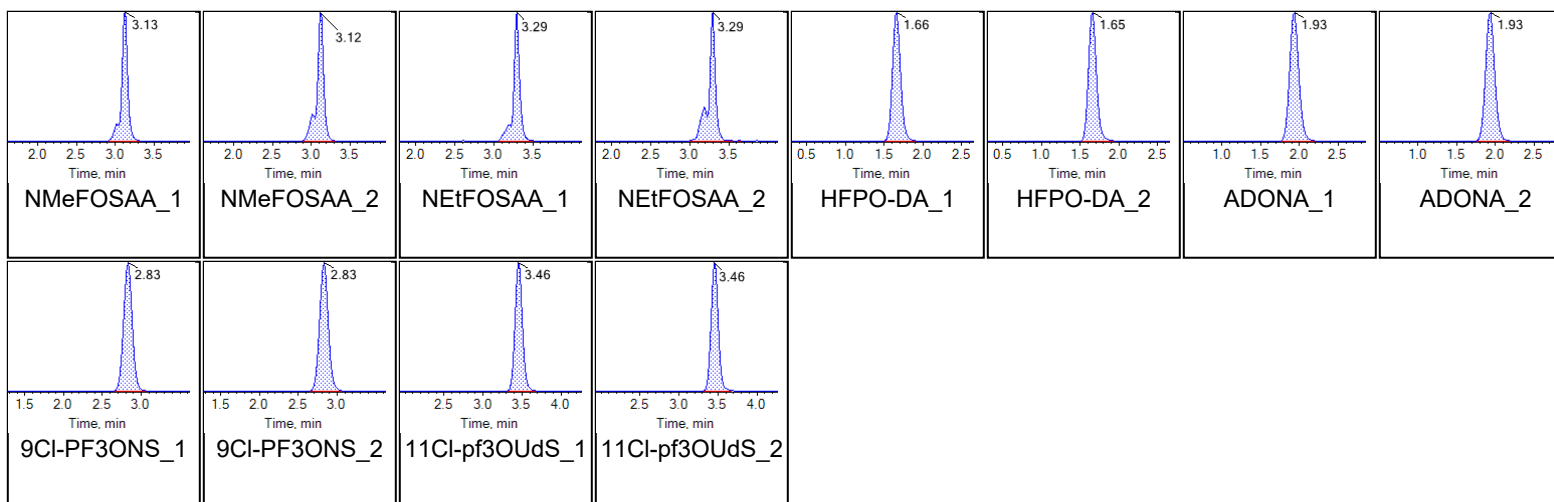 3.13
2.0 2.5 3.0 3.5
Time, min
NMeFOSAA_1
3.12
2.0 2.5 3.0 3.5
Time, min
NMeFOSAA_2
3.29
2.0 2.5 3.0 3.5
Time, min
NEtFOSAA_1
3.29
2.0 2.5 3.0 3.5
Time, min
NEtFOSAA_2
1.66
0.5 1.0 1.5 2.0 2.5
Time, min
HFPO-DA_1
1.65
0.5 1.0 1.5 2.0 2.5
Time, min
HFPO-DA_2
1.93
1.0 1.5 2.0 2.5
Time, min
ADONA_1
1.93
1.0 1.5 2.0 2.5
Time, min
ADONA_2
2.83
1.5 2.0 2.5 3.0
Time, min
9Cl-PF3ONS_1
2.83
1.5 2.0 2.5 3.0
Time, min
9Cl-PF3ONS_2
3.46
2.5 3.0 3.5 4.0
Time, min
11Cl-pf3OUdS_1
3.46
2.5 3.0 3.5 4.0
Time, min
11Cl-pf3OUdS_2